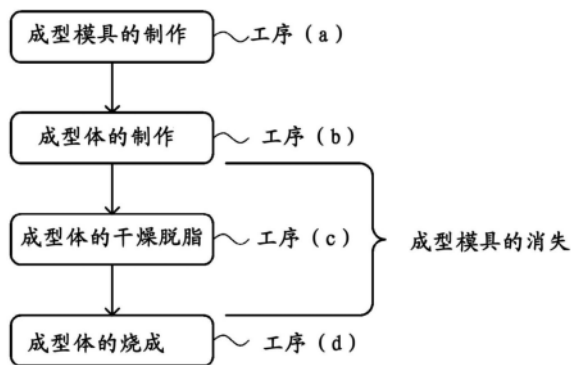 成型模具的制作 工序（a）
成型体的制作 工序（b）
成型体的干燥脱脂 工序（c）
成型模具的消失
成型体的烧成 工序（d）